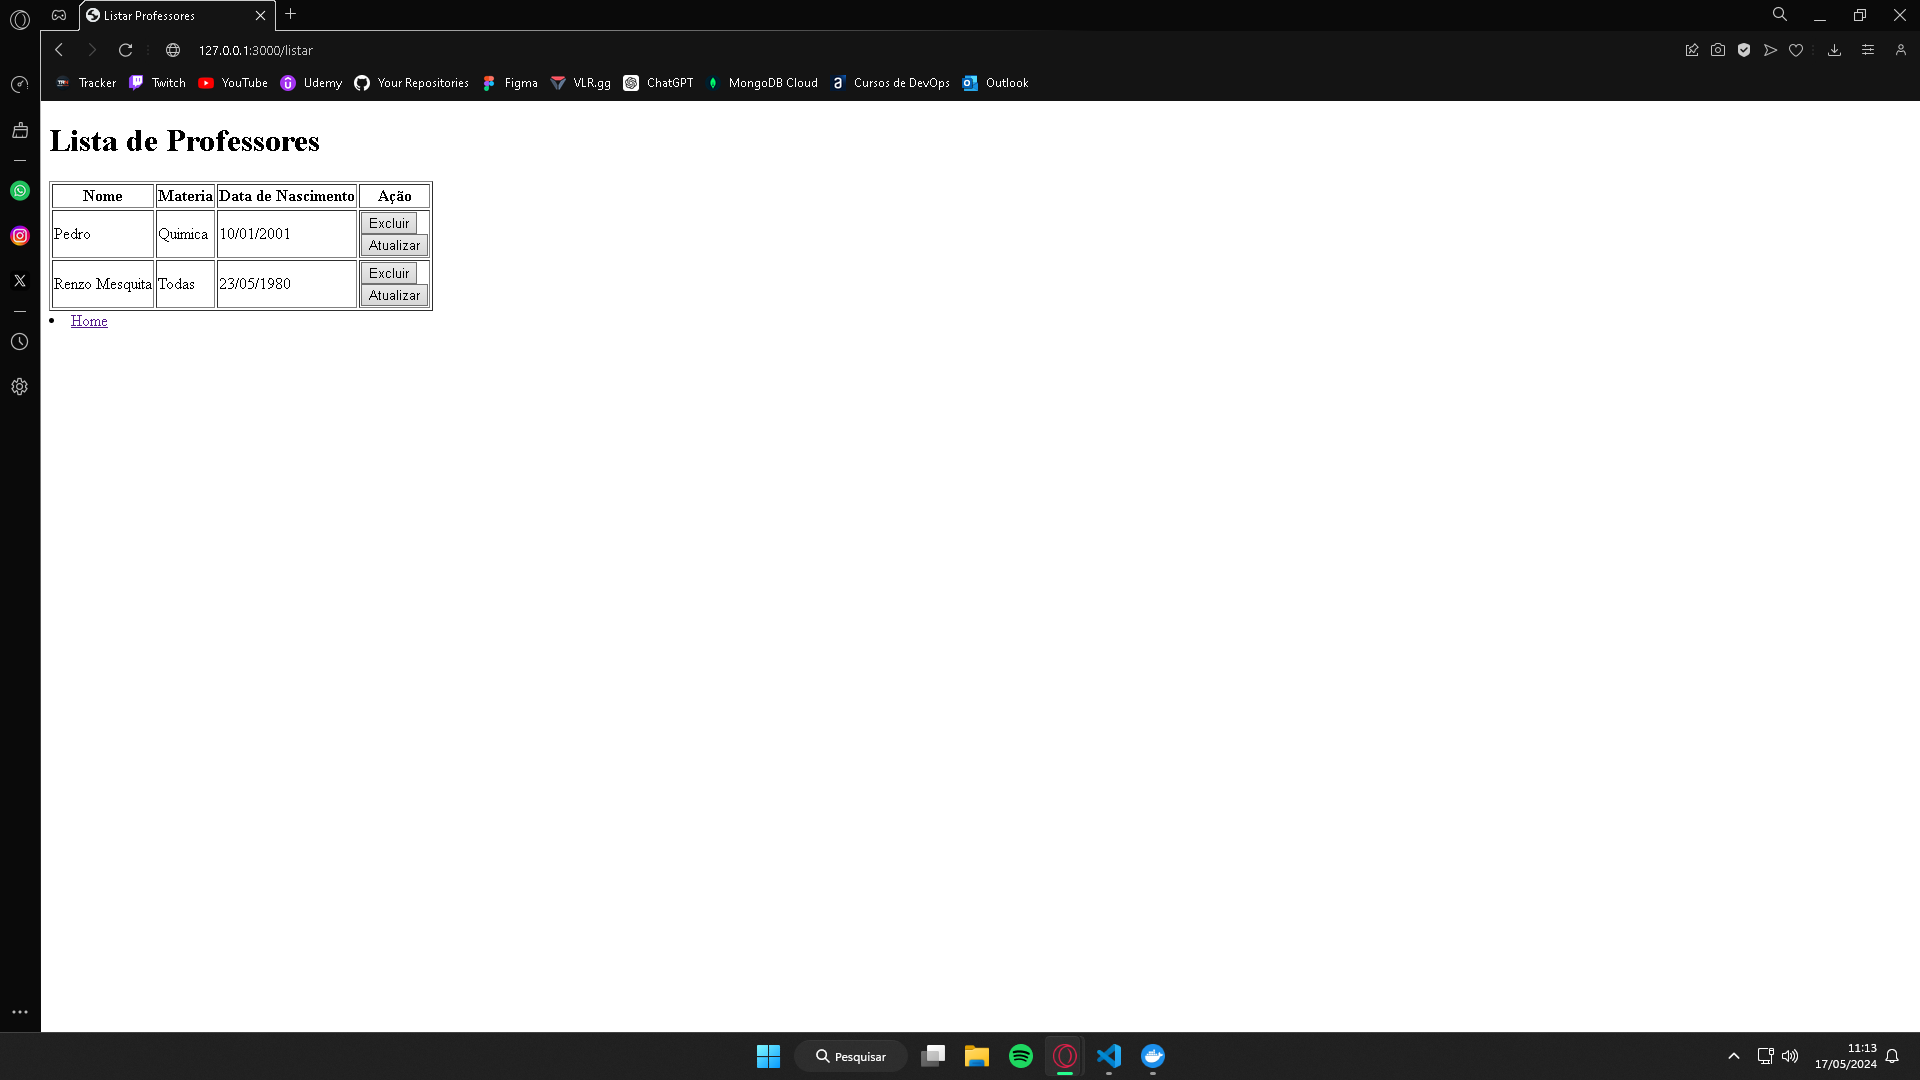 Listar Professores
127.0.0.1:3000/listar
Tracker Twitch YouTube Udemy Your Repositories Figma VLR.gg ChatGPT MongoDB Cloud Cursos de DevOps Outlook
Lista de Professores
Nome Materia Data de Nascimento Ação
Pedro Quimica 10/01/2001 Excluir
Atualizar
Renzo Mesquita Todas 23/05/1980 Excluir
Atualizar
Home
Pesquisar
11:13
17/05/2024